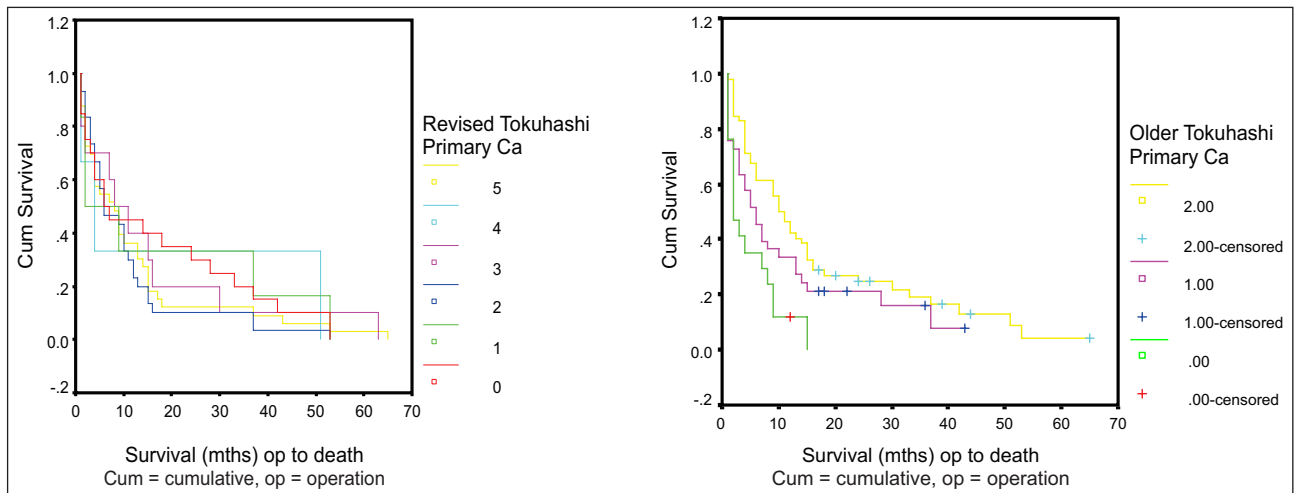 1.2
1.0
.8
.6
.4
.2
0.0
-.2
Cum Survival
0 10 20 30 40 50 60 70
Survival (mths) op to death
Cum = cumulative, op = operation
Revised Tokuhashi
Primary Ca
5
4
3
2
1
0
1.2
1.0
.8
.6
.4
.2
0.0
-.2
Cum Survival
0 10 20 30 40 50 60 70
Survival (mths) op to death
Cum = cumulative, op = operation
Older Tokuhashi
Primary Ca
2.00
2.00-censored
1.00
1.00-censored
.00
.00-censored